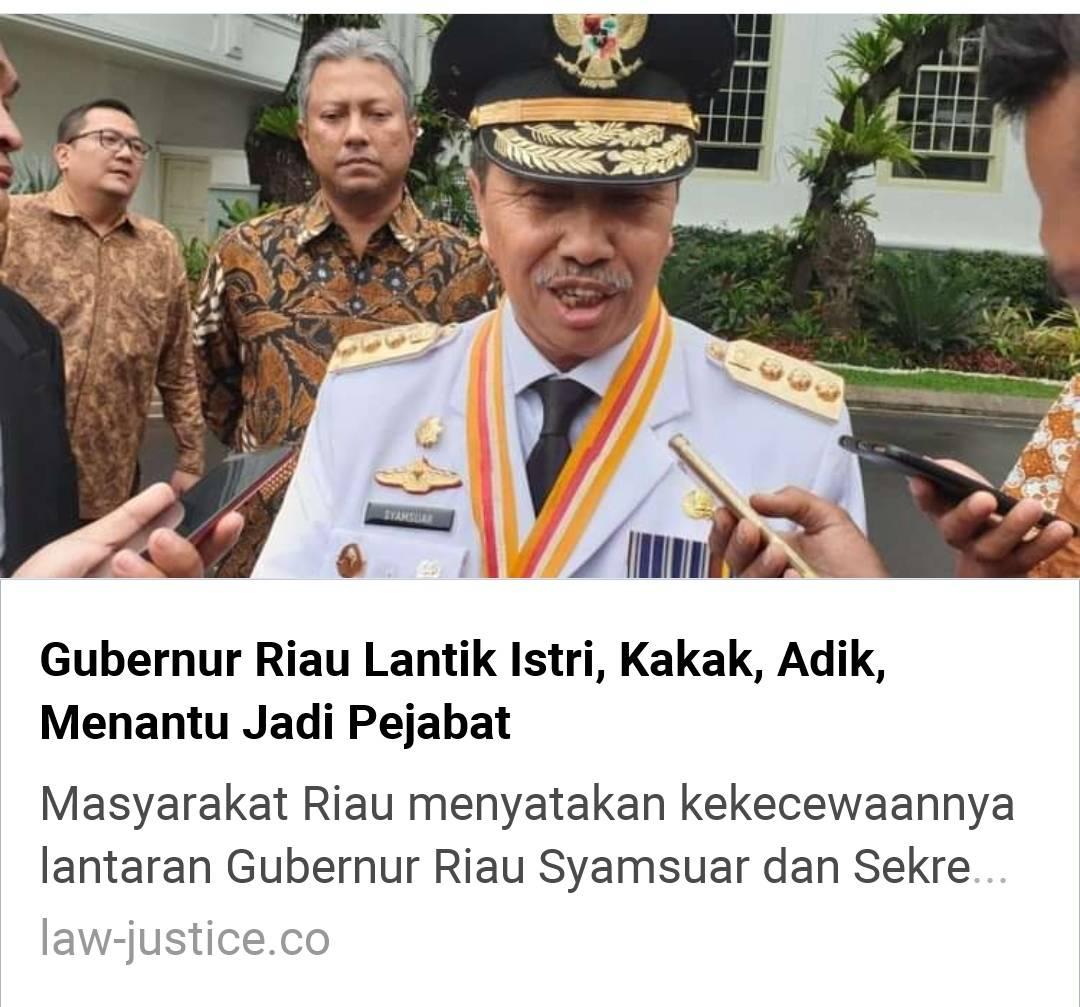 SYAMSUAR
Gubernur Riau Lantik Istri, Kakak, Adik,
Menantu Jadi Pejabat
Masyarakat Riau menyatakan kekecewaannya
lantaran Gubernur Riau Syamsuar dan Sekre...
law-justice.co